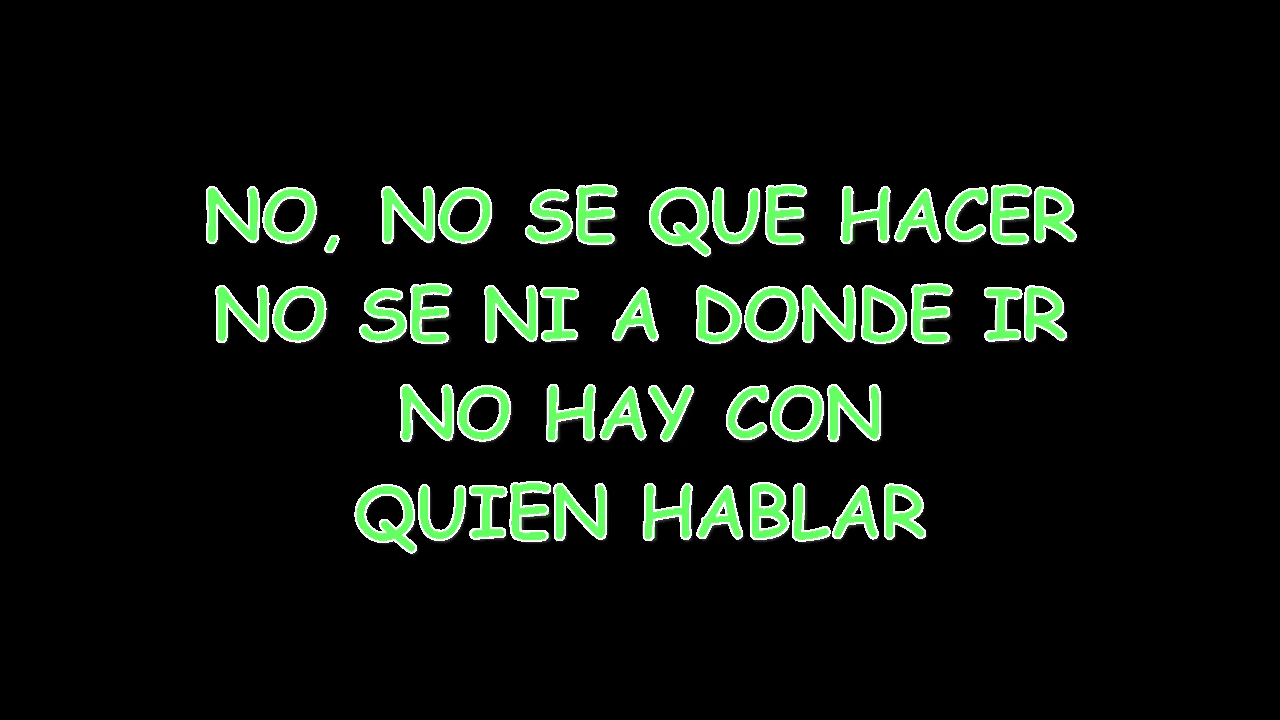 NO, NO SE QUE HACER
NO SE NI A DONDE IR
NO HAY CON
QUIEN HABLAR